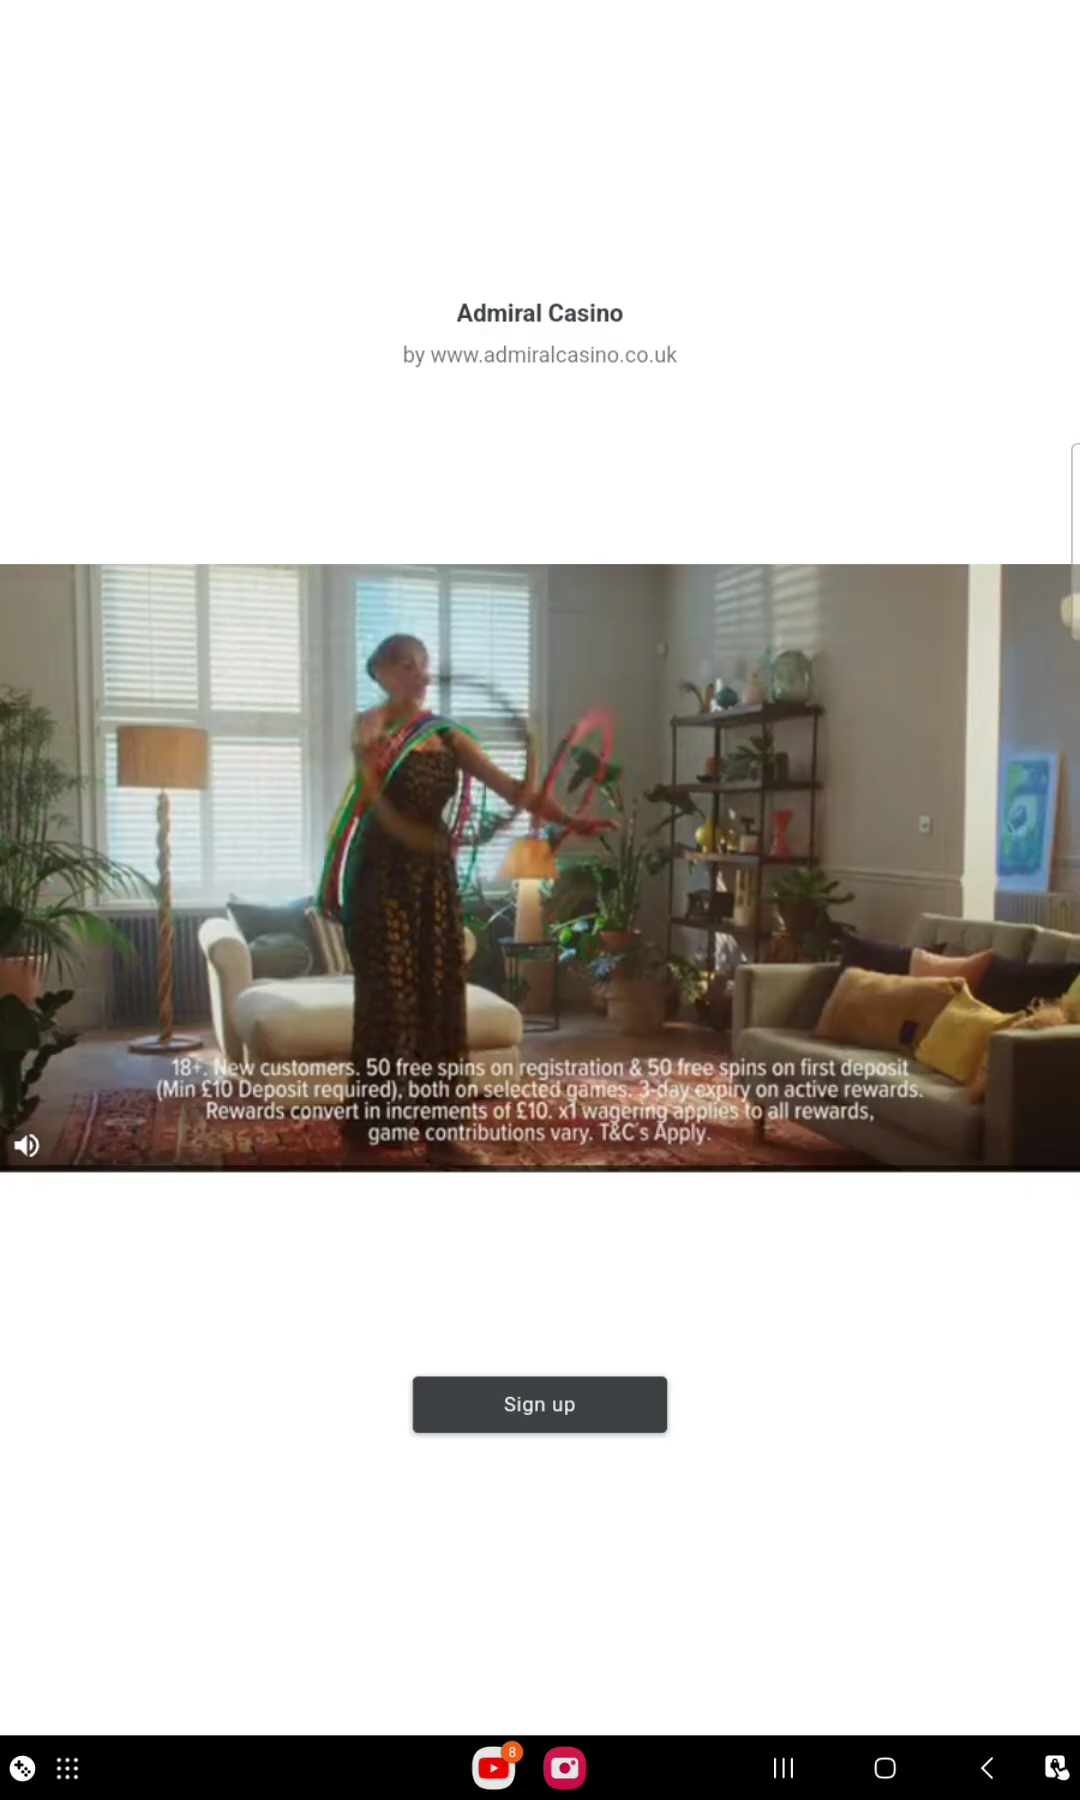 Admiral Casino
by www.admiralcasino.co.uk
18+. New customers. 50 free spins on registration & 50 free spins on first deposit
(Min £10 Deposit required), both on selected games. 3-day expiry on active rewards.
Rewards convert in increments of £10. x1 wagering applies to all rewards,
game contributions vary. T&C's Apply.
Sign up
8